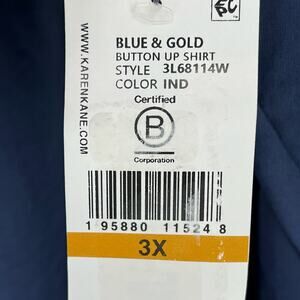 BLUE & GOLD
BUTTON UP SHIRT
STYLE 3L68114W
COLOR IND
Certified
B
Corporation
WWW.KARENKANE.COM
1 95880 11524 8
3X